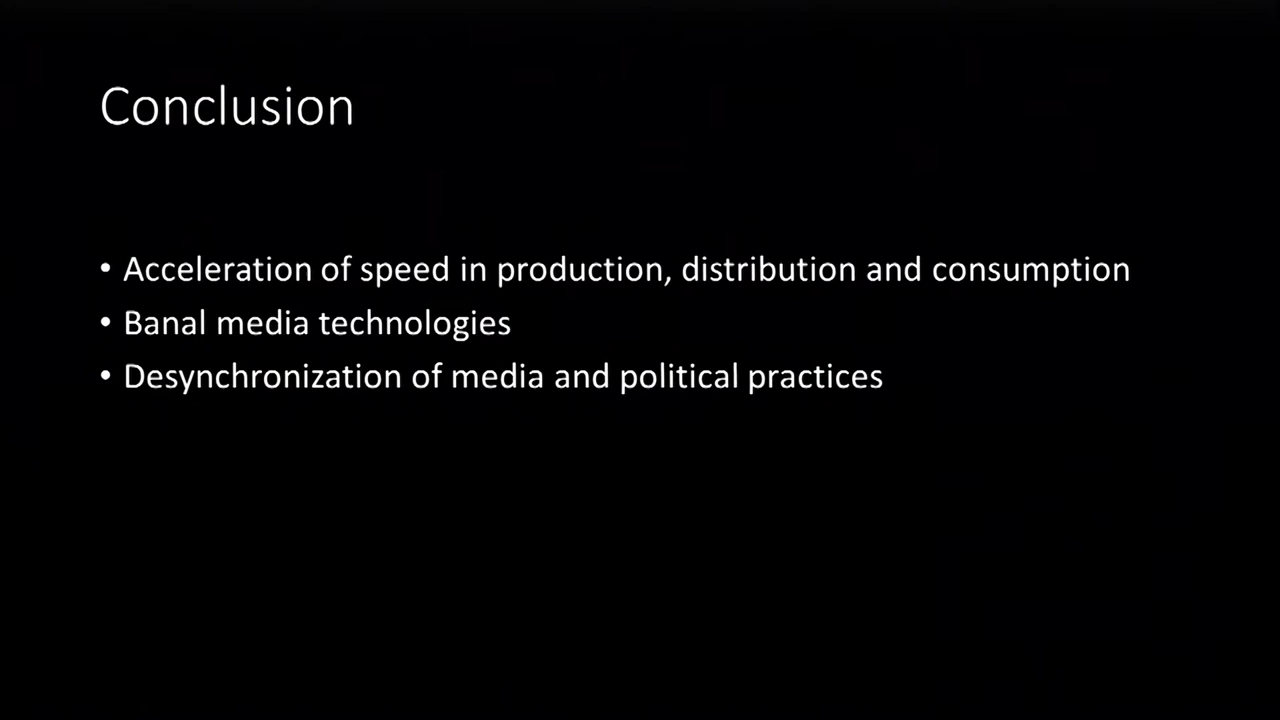 Conclusion
• Acceleration of speed in production, distribution and consumption
• Banal media technologies
• Desynchronization of media and political practices